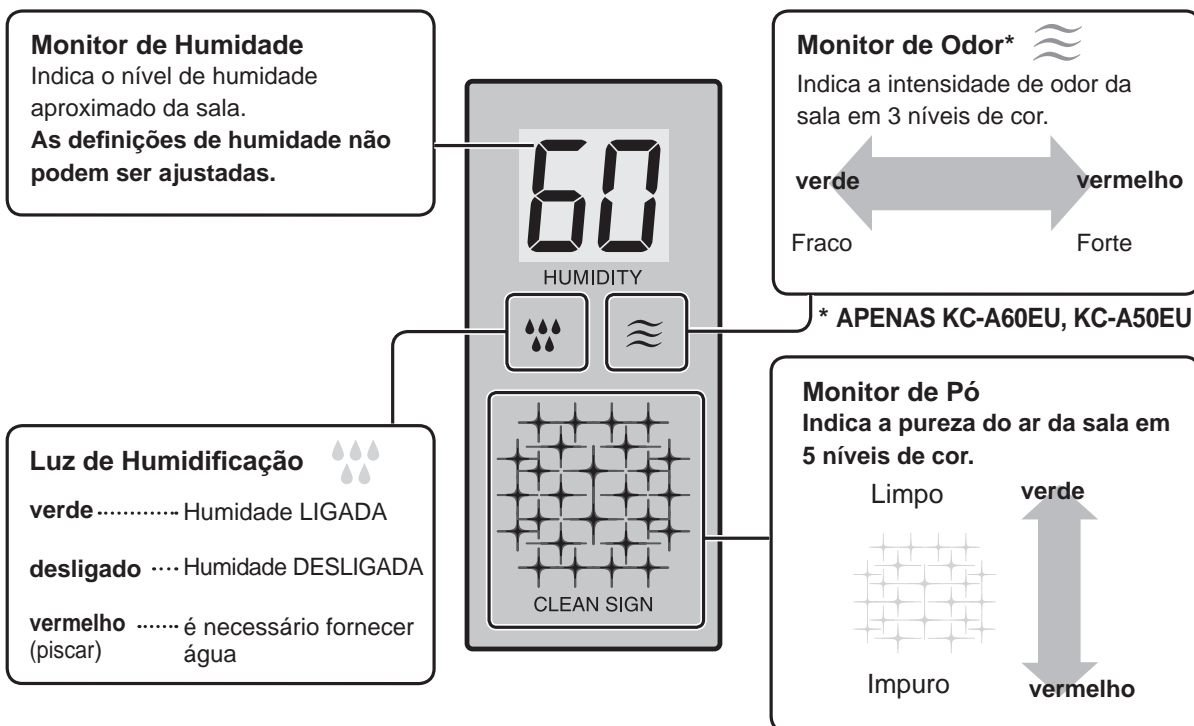 Monitor de Humidade
Indica o nível de humidade
aproximado da sala.
As definições de humidade não
podem ser ajustadas.
60
HUMIDITY
CLEAN SIGN
Monitor de Odor*
Indica a intensidade de odor da
sala em 3 níveis de cor.
verde vermelho
Fraco Forte
* APENAS KC-A60EU, KC-A50EU
Luz de Humidificação
verde ............ Humidade LIGADA
desligado .... Humidade DESLIGADA
vermelho ....... é necessário fornecer
(piscar) água
Monitor de Pó
Indica a pureza do ar da sala em
5 níveis de cor.
Limpo verde
Impuro vermelho